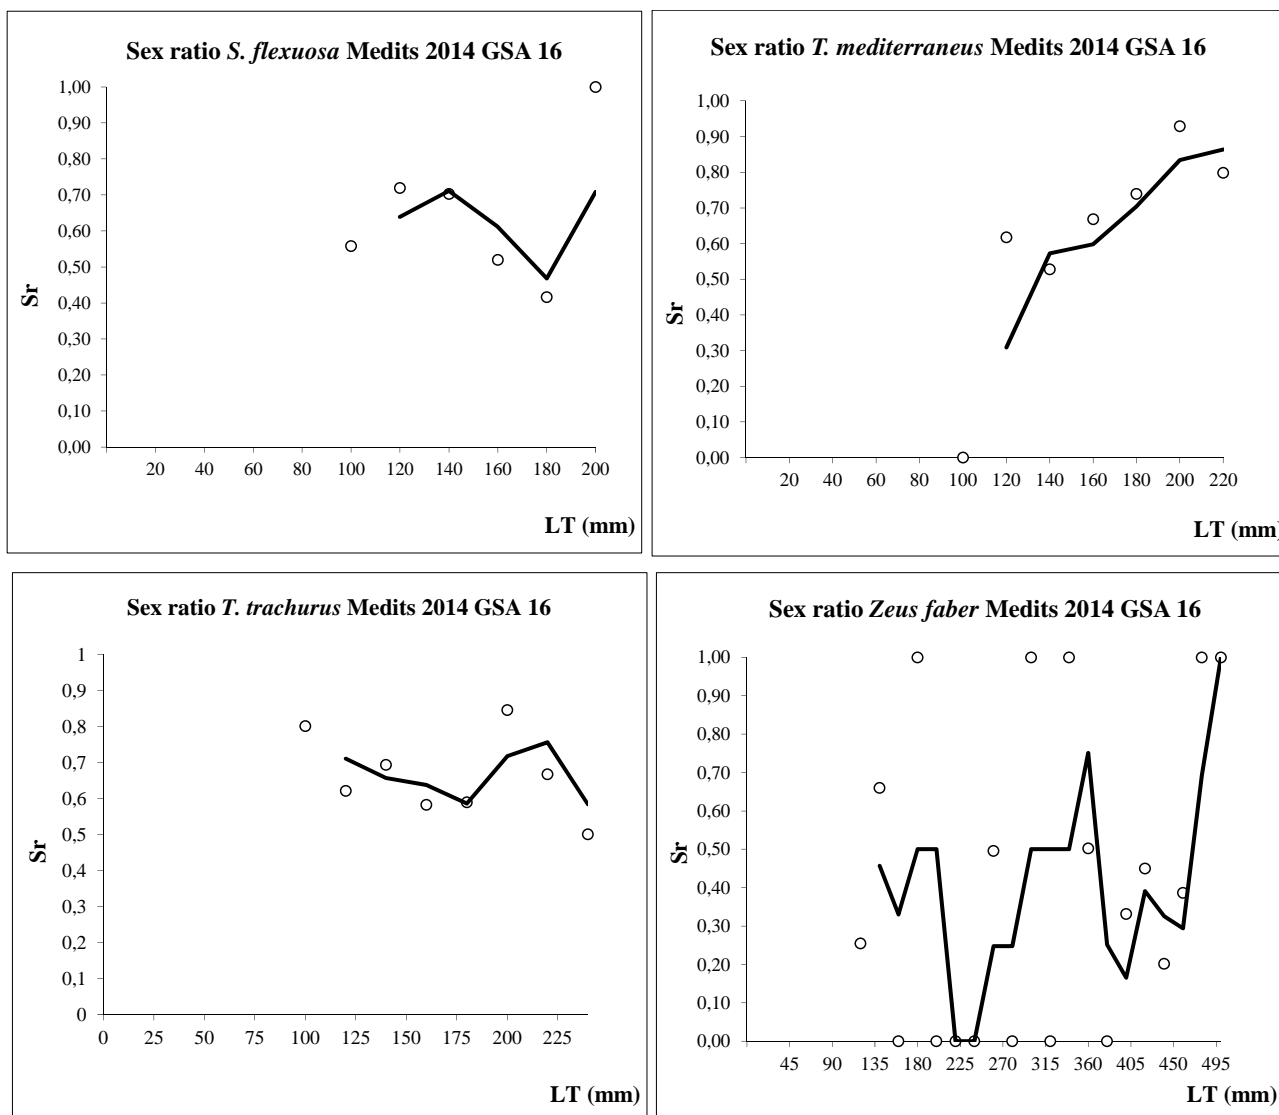 Sex ratio S. flexuosa Medits 2014 GSA 16
1,00
0,90
0,80
0,70
0,60
0,50
0,40
0,30
0,20
0,10
0,00
Sr
20 40 60 80 100 120 140 160 180 200
LT (mm)
Sex ratio T. mediterraneus Medits 2014 GSA 16
1,00
0,90
0,80
0,70
0,60
0,50
0,40
0,30
0,20
0,10
0,00
Sr
20 40 60 80 100 120 140 160 180 200 220
LT (mm)
Sex ratio T. trachurus Medits 2014 GSA 16
1
0,9
0,8
0,7
0,6
0,5
0,4
0,3
0,2
0,1
0
Sr
0 25 50 75 100 125 150 175 200 225
LT (mm)
Sex ratio Zeus faber Medits 2014 GSA 16
1,00
0,90
0,80
0,70
0,60
0,50
0,40
0,30
0,20
0,10
0,00
Sr
45 90 135 180 225 270 315 360 405 450 495
LT (mm)